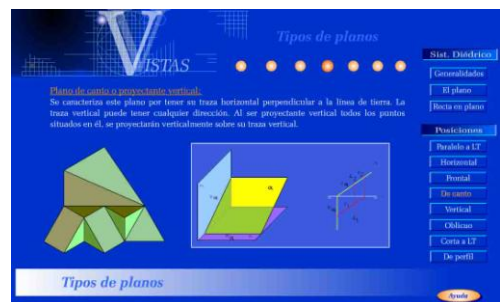 Tipos de planos
VISTAS
Plano de canto o proyectante vertical:
Se caracteriza este plano por tener su traza horizontal perpendicular a la línea de tierra. La
traza vertical puede tener cualquier dirección. Al ser proyectante vertical todos los puntos
situados en él, se proyectarán verticalmente sobre su traza vertical.
Sist. Diédrico
Generalidades
El plano
Recta en plano
Posiciones
Paralelo a LT
Horizontal
Frontal
De canto
Vertical
Oblicuo
Corta a LT
De perfil
Tipos de planos
Ayuda